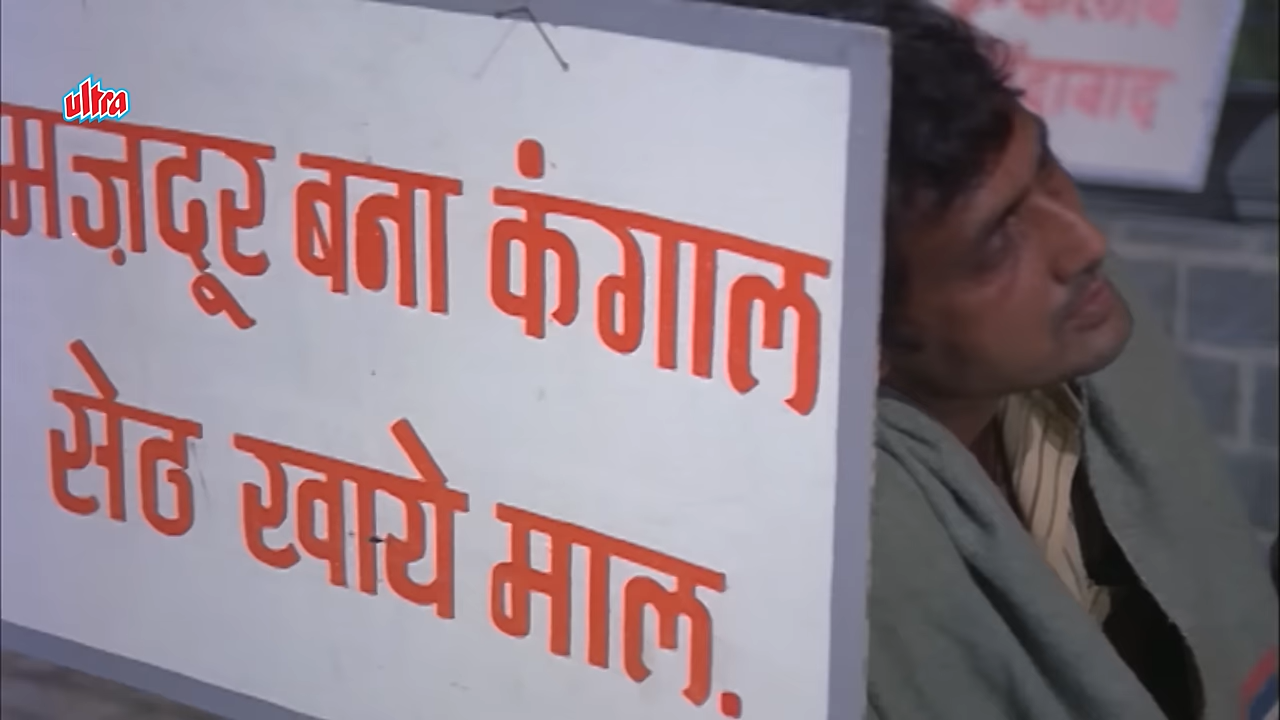 ultra
मज़दूर बना कंगाल
सेठ खाये माल.